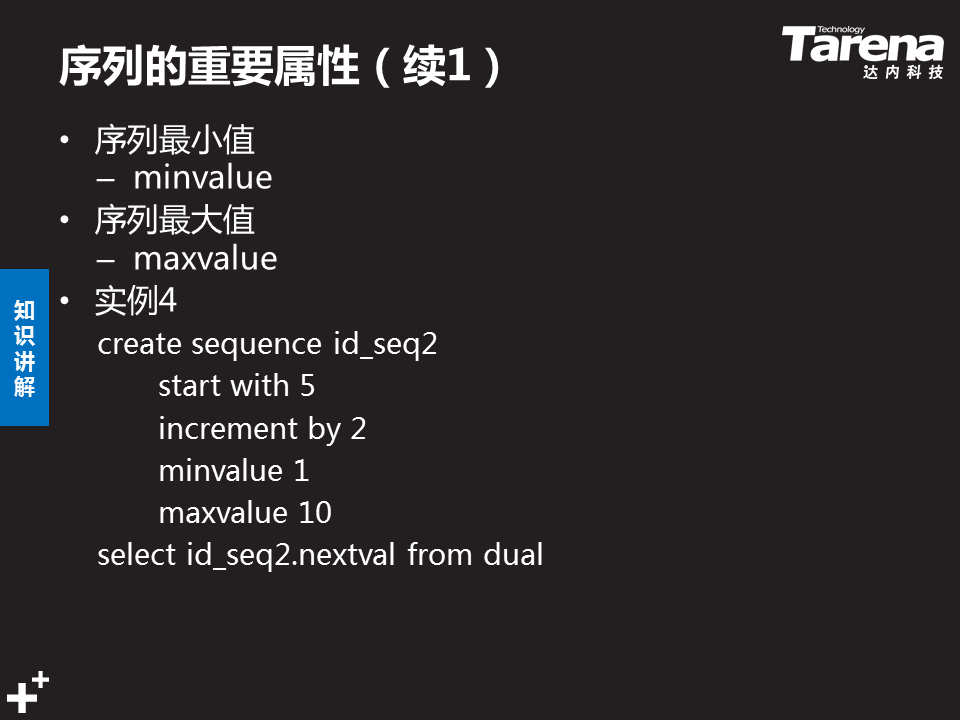 序列的重要属性（续1）
Technology
Tarena
达内科技
• 序列最小值
– minvalue
• 序列最大值
– maxvalue
• 实例4
create sequence id_seq2
start with 5
increment by 2
minvalue 1
maxvalue 10
select id_seq2.nextval from dual
知识讲解